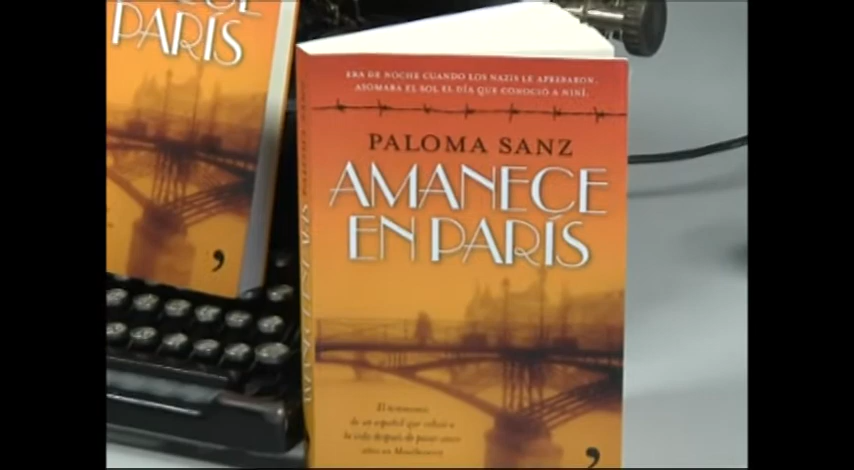 PARÍS
ERA DE NOCHE CUANDO LOS NAZIS LE APRESARON.
ASOMABA EL SOL EL DÍA QUE CONOCIÓ A NINÍ.
PALOMA SANZ
AMANECE
EN PARÍS
El testimonio
de un español que volvió a
la vida después de pasar cinco
años en Mauthausen